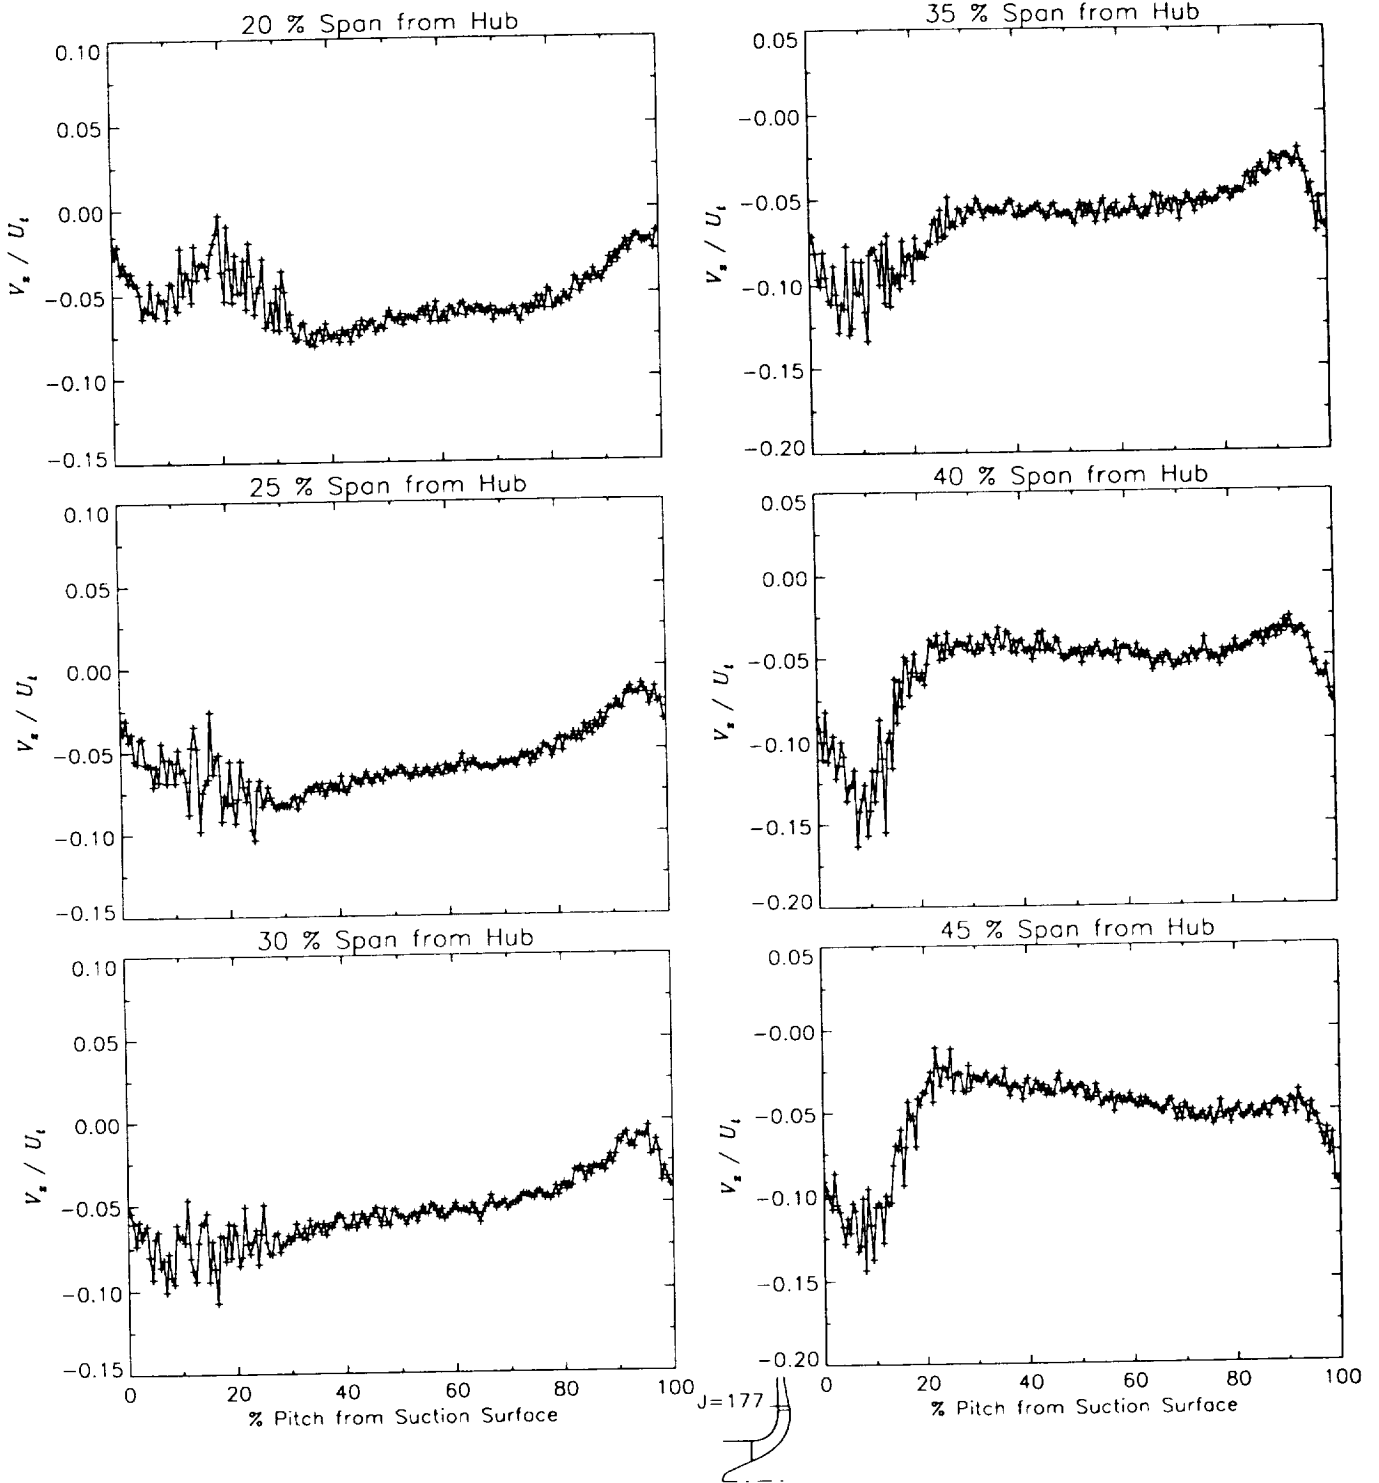 20 % Span from Hub
0.10
0.05
0.00
−0.05
−0.10
−0.15
V_z / U_t
25 % Span from Hub
0.10
0.05
0.00
−0.05
−0.10
−0.15
V_z / U_t
30 % Span from Hub
0.10
0.05
0.00
−0.05
−0.10
−0.15
V_z / U_t
0 20 40 60 80 100
% Pitch from Suction Surface
35 % Span from Hub
0.05
−0.00
−0.05
−0.10
−0.15
−0.20
V_z / U_t
40 % Span from Hub
0.05
0.00
−0.05
−0.10
−0.15
−0.20
V_z / U_t
45 % Span from Hub
0.05
−0.00
−0.05
−0.10
−0.15
−0.20
V_z / U_t
0 20 40 60 80 100
% Pitch from Suction Surface
J=177